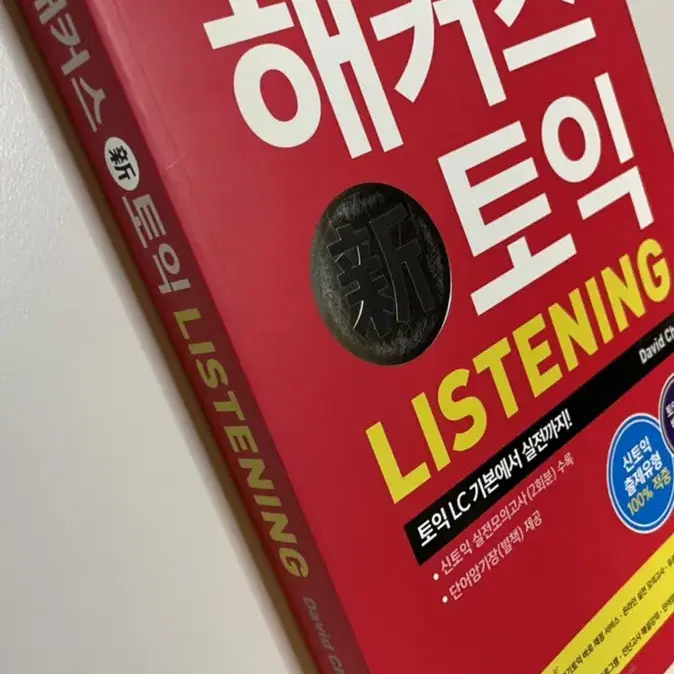 해커스
新 토익
LISTENING
David
토익 LC 기본에서 실전까지!
• 신토익 실전모의고사(2회분) 수록
• 단어암기장(별책) 제공
신토익
출제유형
100% 적중
해커스 新 토익 LISTENING David